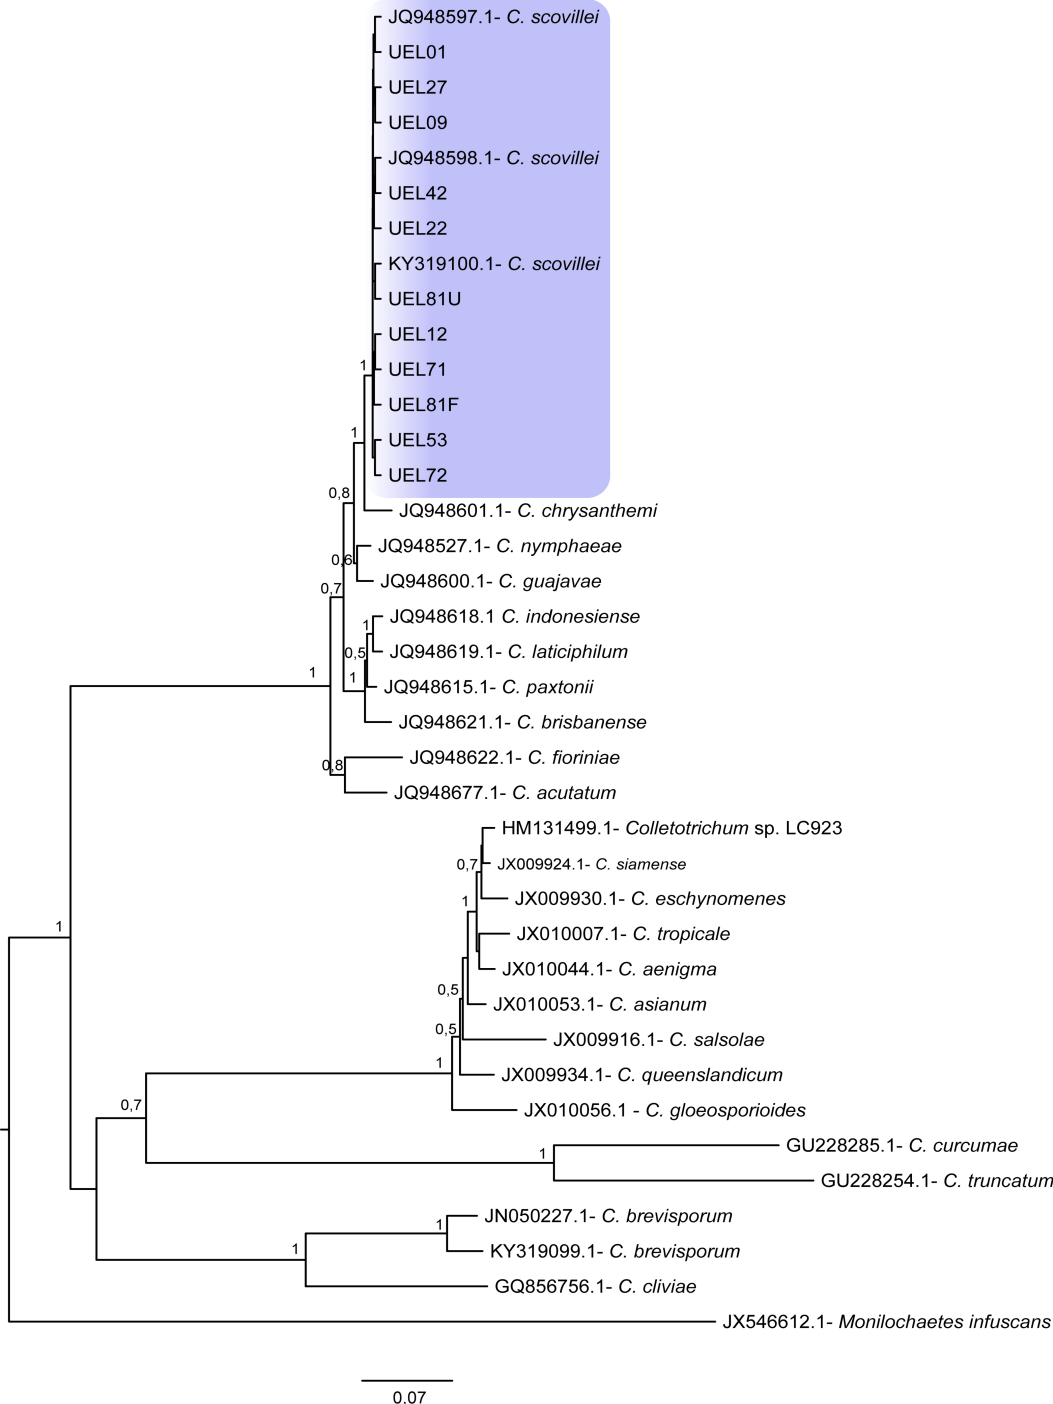 JQ948597.1- C. scovillei
UEL01
UEL27
UEL09
JQ948598.1- C. scovillei
UEL42
UEL22
KY319100.1- C. scovillei
UEL81U
UEL12
1
UEL71
UEL81F
1
UEL53
UEL72
0,8
JQ948601.1- C. chrysanthemi
JQ948527.1- C. nymphaeae
0,6
JQ948600.1- C. guajavae
0,7
JQ948618.1 C. indonesiense
1
0,5
JQ948619.1- C. laticiphilum
1
1
JQ948615.1- C. paxtonii
JQ948621.1- C. brisbanense
JQ948622.1- C. fioriniae
0,8
JQ948677.1- C. acutatum
HM131499.1- Colletotrichum sp. LC923
0,7
JX009924.1- C. siamense
1
JX009930.1- C. eschynomenes
1
JX010007.1- C. tropicale
JX010044.1- C. aenigma
0,5
JX010053.1- C. asianum
0,5
JX009916.1- C. salsolae
1
JX009934.1- C. queenslandicum
0,7
JX010056.1 - C. gloeosporioides
GU228285.1- C. curcumae
1
GU228254.1- C. truncatum
JN050227.1- C. brevisporum
1
1
KY319099.1- C. brevisporum
GQ856756.1- C. cliviae
JX546612.1- Monilochaetes infuscans
0.07